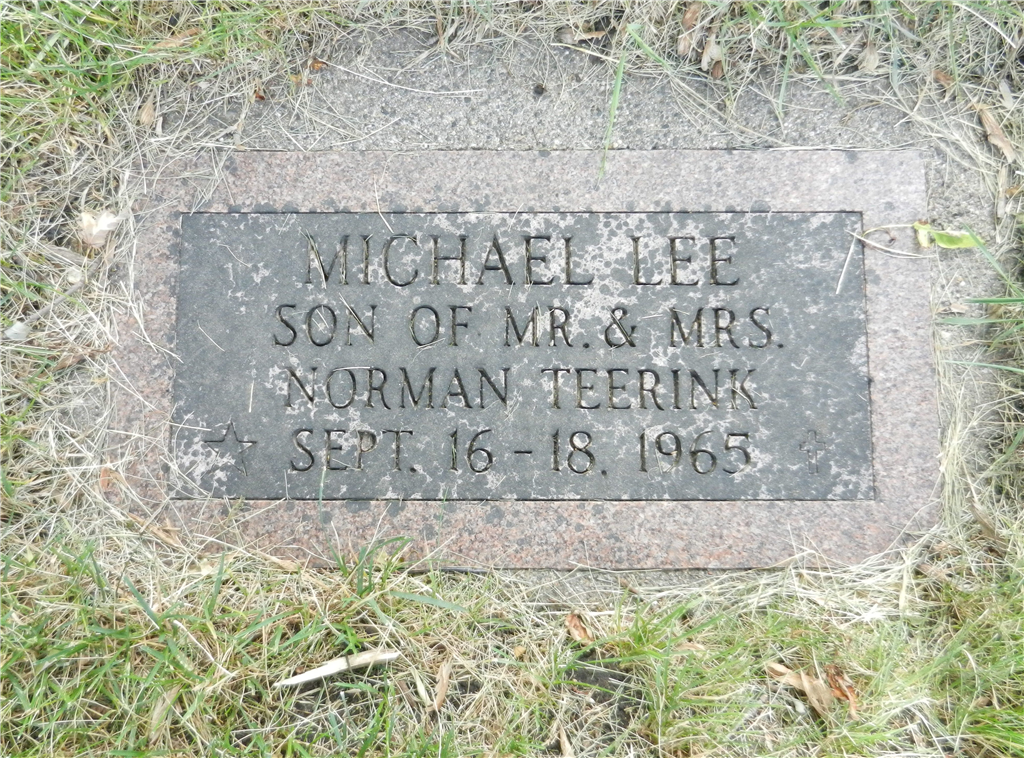 MICHAEL LEE
SON OF MR. & MRS.
NORMAN TEERINK
SEPT. 16 - 18, 1965